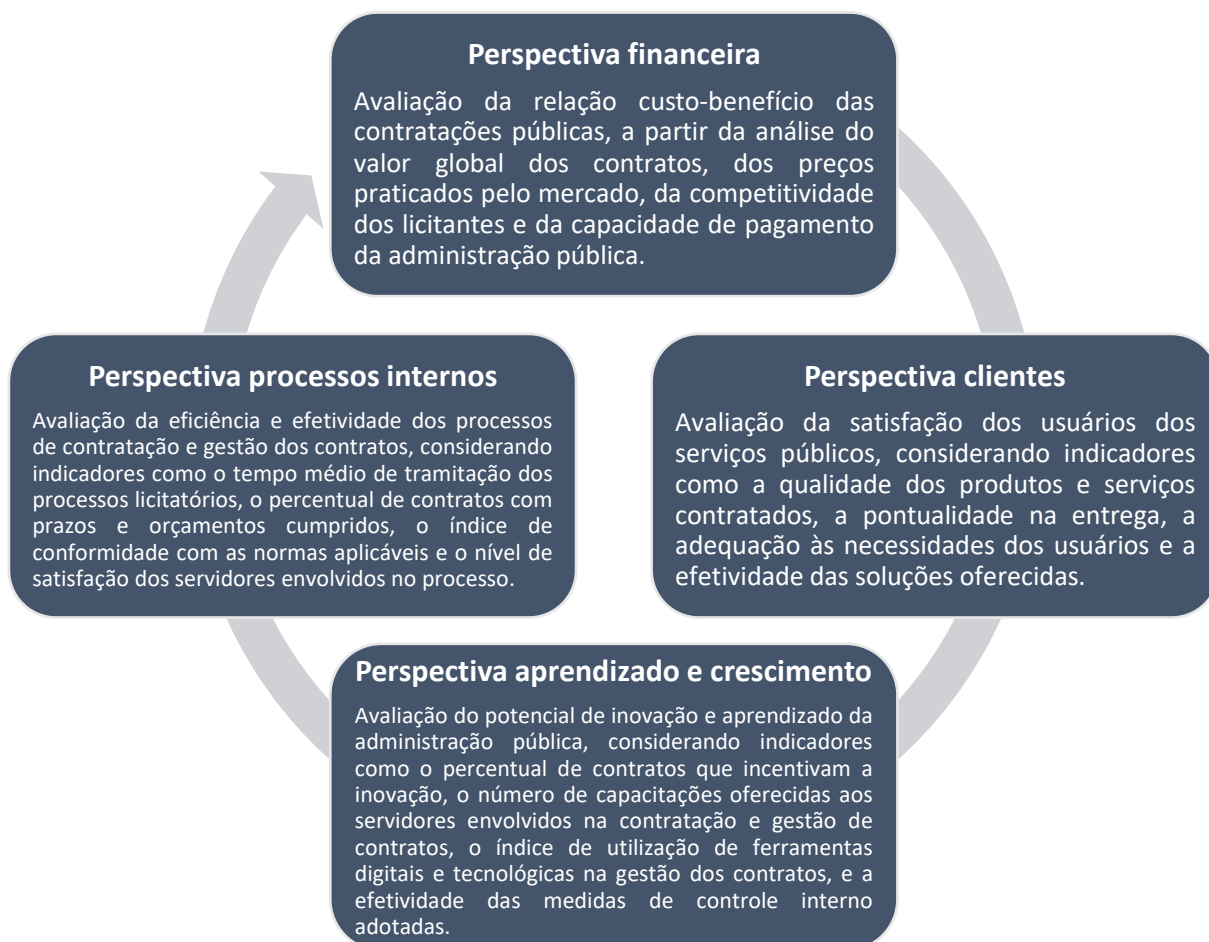 Perspectiva financeira
Avaliação da relação custo-benefício das
contratações públicas, a partir da análise do
valor global dos contratos, dos preços
praticados pelo mercado, da competitividade
dos licitantes e da capacidade de pagamento
da administração pública.
Perspectiva processos internos
Avaliação da eficiência e efetividade dos processos
de contratação e gestão dos contratos, considerando
indicadores como o tempo médio de tramitação dos
processos licitatórios, o percentual de contratos com
prazos e orçamentos cumpridos, o índice de
conformidade com as normas aplicáveis e o nível de
satisfação dos servidores envolvidos no processo.
Perspectiva clientes
Avaliação da satisfação dos usuários dos
serviços públicos, considerando indicadores
como a qualidade dos produtos e serviços
contratados, a pontualidade na entrega, a
adequação às necessidades dos usuários e a
efetividade das soluções oferecidas.
Perspectiva aprendizado e crescimento
Avaliação do potencial de inovação e aprendizado da
administração pública, considerando indicadores
como o percentual de contratos que incentivam a
inovação, o número de capacitações oferecidas aos
servidores envolvidos na contratação e gestão de
contratos, o índice de utilização de ferramentas
digitais e tecnológicas na gestão dos contratos, e a
efetividade das medidas de controle interno
adotadas.